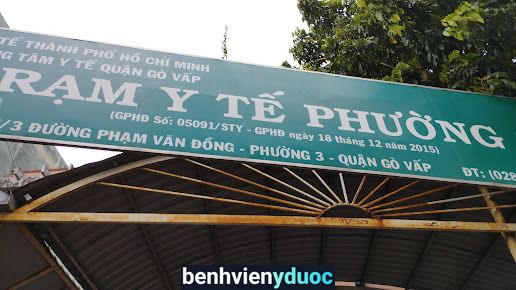 TẾ THÀNH PHỐ HỒ CHÍ MINH
TÂM Y TẾ QUẬN GÒ VẤP
RẠM Y TẾ PHƯỜNG
(GPHĐ Số: 05091/STY - GPHĐ ngày 18 tháng 12 năm 2015)
/3 ĐƯỜNG PHẠM VĂN ĐỒNG - PHƯỜNG 3 - QUẬN GÒ VẤP
ĐT: (028
benhvienyduoc